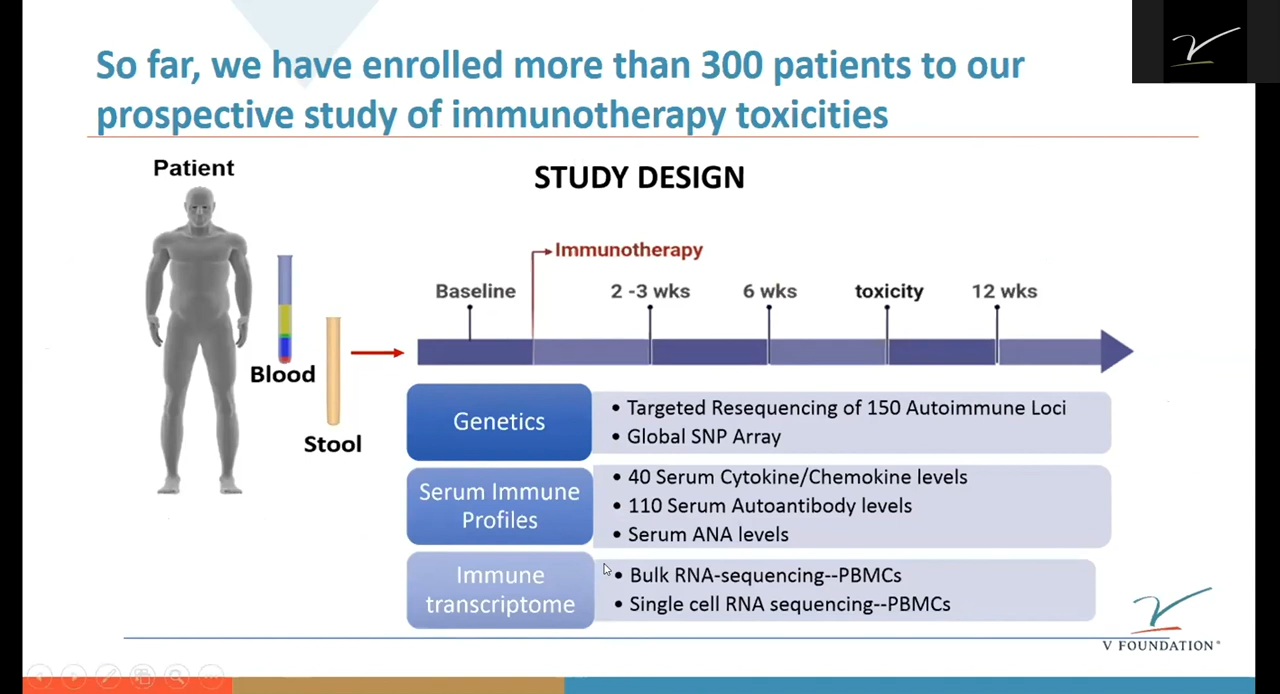 So far, we have enrolled more than 300 patients to our
prospective study of immunotherapy toxicities
Patient
STUDY DESIGN
Immunotherapy
Baseline
2 -3 wks
6 wks
toxicity
12 wks
Blood
Stool
Genetics
• Targeted Resequencing of 150 Autoimmune Loci
• Global SNP Array
Serum Immune
Profiles
• 40 Serum Cytokine/Chemokine levels
• 110 Serum Autoantibody levels
• Serum ANA levels
Immune
transcriptome
• Bulk RNA-sequencing--PBMCs
• Single cell RNA sequencing--PBMCs
V FOUNDATION®